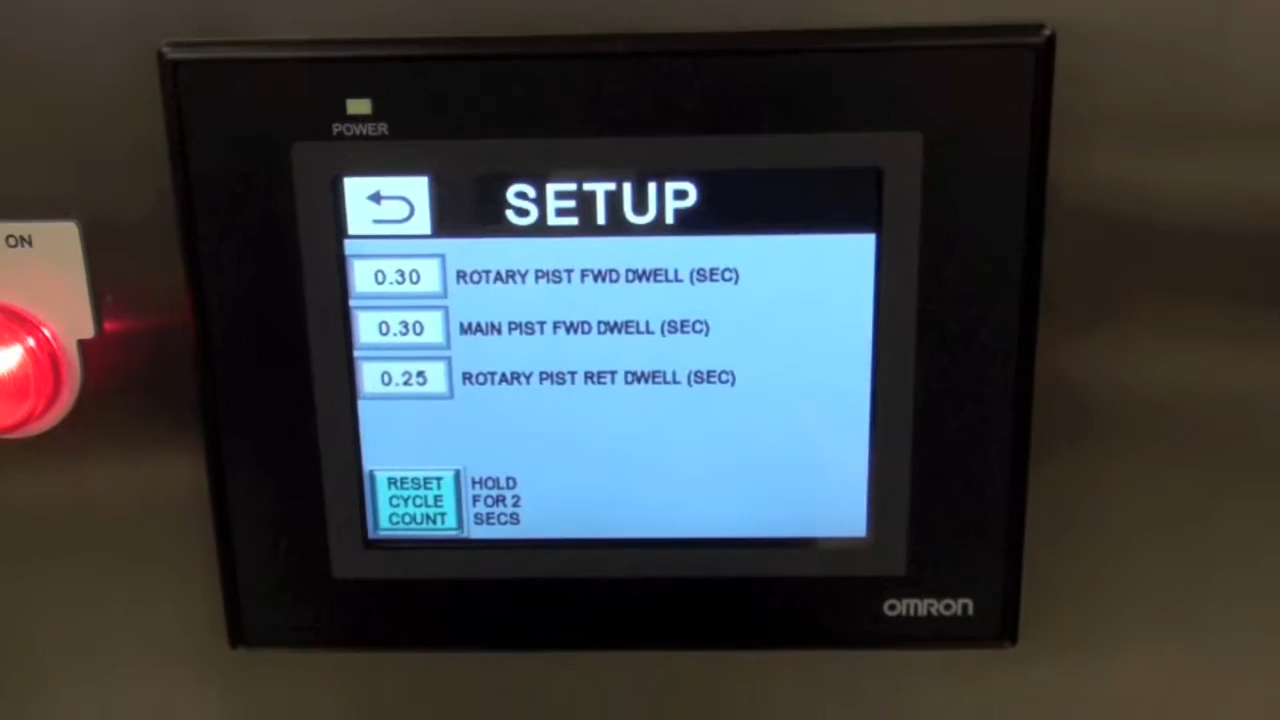 POWER
SETUP
ON
0.30 ROTARY PIST FWD DWELL (SEC)
0.30 MAIN PIST FWD DWELL (SEC)
0.25 ROTARY PIST RET DWELL (SEC)
RESET
CYCLE
COUNT
HOLD
FOR 2
SECS
OMRON